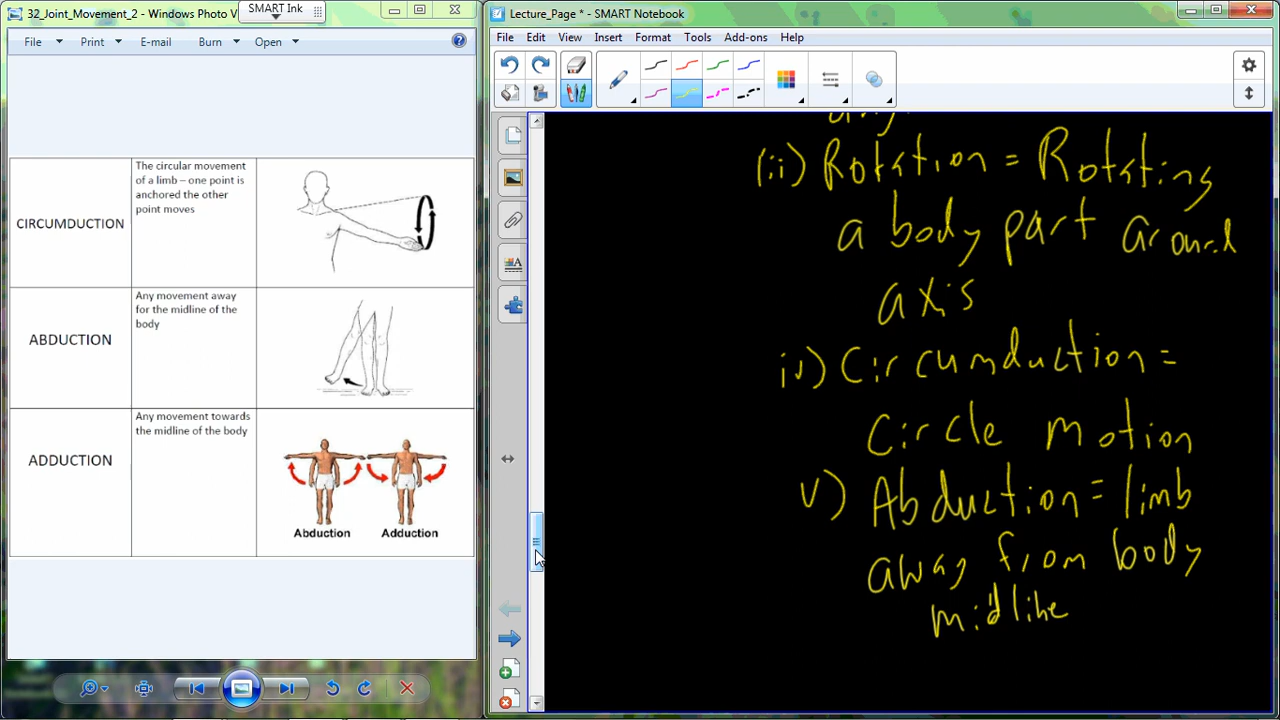 32_Joint_Movement_2 - Windows Photo V
SMART Ink
File Print E-mail Burn Open
CIRCUMDUCTION
The circular movement
of a limb – one point is
anchored the other
point moves
ABDUCTION
Any movement away
for the midline of the
body
ADDUCTION
Any movement towards
the midline of the body
Abduction Adduction
Lecture_Page * - SMART Notebook
File Edit View Insert Format Tools Add-ons Help
(ii) Rotation = Rotating
a body part around
axis
iv) Circumduction =
Circle motion
v) Abduction = limb
away from body
midline